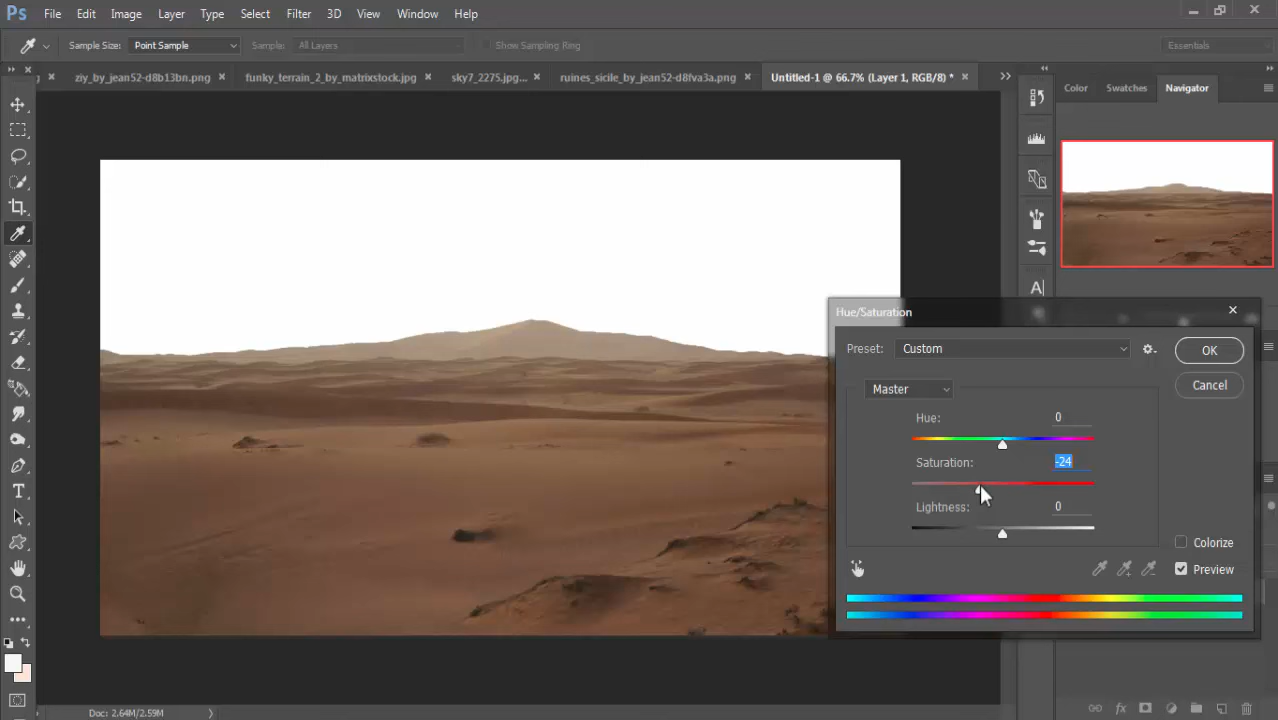 Ps File Edit Image Layer Type Select Filter 3D View Window Help
Sample Size: Point Sample Sample: All Layers Show Sampling Ring Essentials
ziy_by_jean52-d8b13bn.png × funky_terrain_2_by_matrixstock.jpg × sky7_2275.jpg... × ruines_sicile_by_jean52-d8fva3a.png × Untitled-1 @ 66.7% (Layer 1, RGB/8) * ×
Color Swatches Navigator
Hue/Saturation
Preset: Custom
OK
Master
Cancel
Hue: 0
Saturation: -24
Lightness: 0
Colorize
Preview
Doc: 2.64M/2.59M